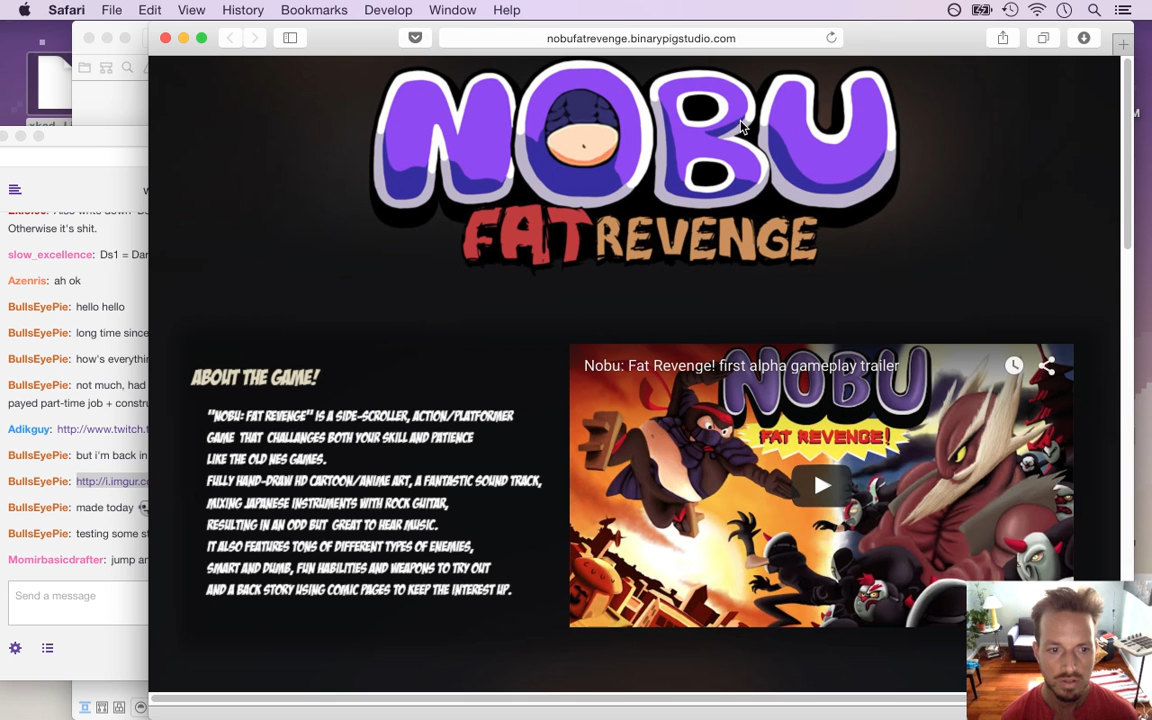 Safari File Edit View History Bookmarks Develop Window Help
nobufatrevenge.binarypigstudio.com
Otherwise it's shit.
slow_excellence: Ds1 =
Azenris: ah ok
BullsEyePie: hello hello
BullsEyePie: long time since
BullsEyePie: how's
BullsEyePie: not much, had
payed part-time job +
Adikguy: http://www.twitch.t
BullsEyePie: but i'm back in
BullsEyePie: http://i.imgur.co
BullsEyePie: made today
BullsEyePie: testing some
Momirbasicdrafter: jump
Send a message
NOBU
FAT REVENGE
ABOUT THE GAME!
"NOBU: FAT REVENGE" IS A SIDE-SCROLLER, ACTION/PLATFORMER
GAME THAT CHALLANGES BOTH YOUR SKILL AND PATIENCE
LIKE THE OLD NES GAMES.
FULLY HAND-DRAW HD CARTOON/ANIME ART, A FANTASTIC SOUND TRACK,
MIXING JAPANESE INSTRUMENTS WITH ROCK GUITAR,
RESULTING IN AN ODD BUT GREAT TO HEAR MUSIC.
IT ALSO FEATURES TONS OF DIFFERENT TYPES OF ENEMIES,
SMART AND DUMB, FUN HABILITIES AND WEAPONS TO TRY OUT
AND A BACK STORY USING COMIC PAGES TO KEEP THE INTEREST UP.
Nobu: Fat Revenge! first alpha gameplay trailer
NOBU
FAT REVENGE!